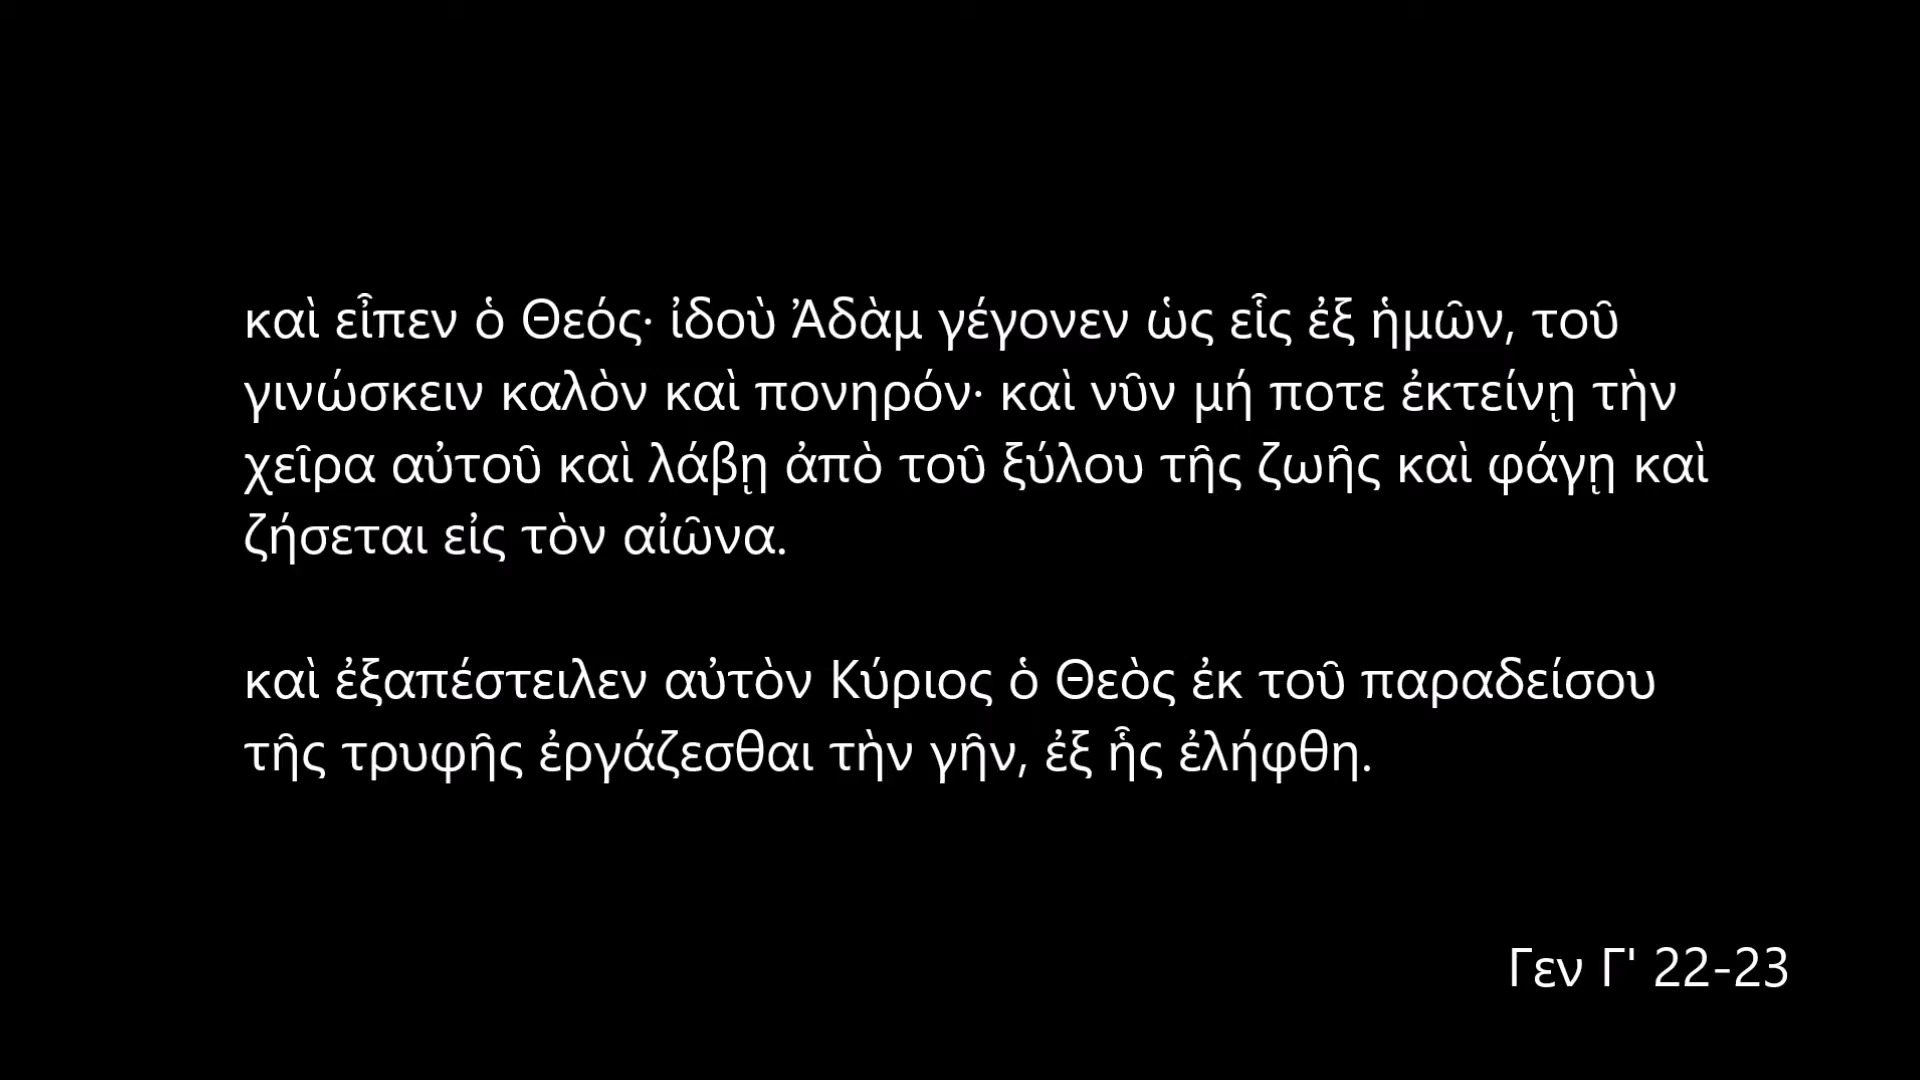 καὶ εἶπεν ὁ Θεός· ἰδοὺ Ἀδὰμ γέγονεν ὡς εἷς ἐξ ἡμῶν, τοῦ
γινώσκειν καλὸν καὶ πονηρόν· καὶ νῦν μή ποτε ἐκτείνῃ τὴν
χεῖρα αὐτοῦ καὶ λάβῃ ἀπὸ τοῦ ξύλου τῆς ζωῆς καὶ φάγῃ καὶ
ζήσεται εἰς τὸν αἰῶνα.
καὶ ἐξαπέστειλεν αὐτὸν Κύριος ὁ Θεὸς ἐκ τοῦ παραδείσου
τῆς τρυφῆς ἐργάζεσθαι τὴν γῆν, ἐξ ἧς ἐλήφθη.
Γεν Γ' 22-23